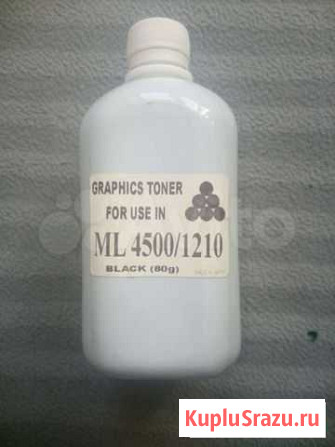 GRAPHICS TONER
FOR USE IN
ML 4500/1210
BLACK (80g)
KupluSrazu.ru